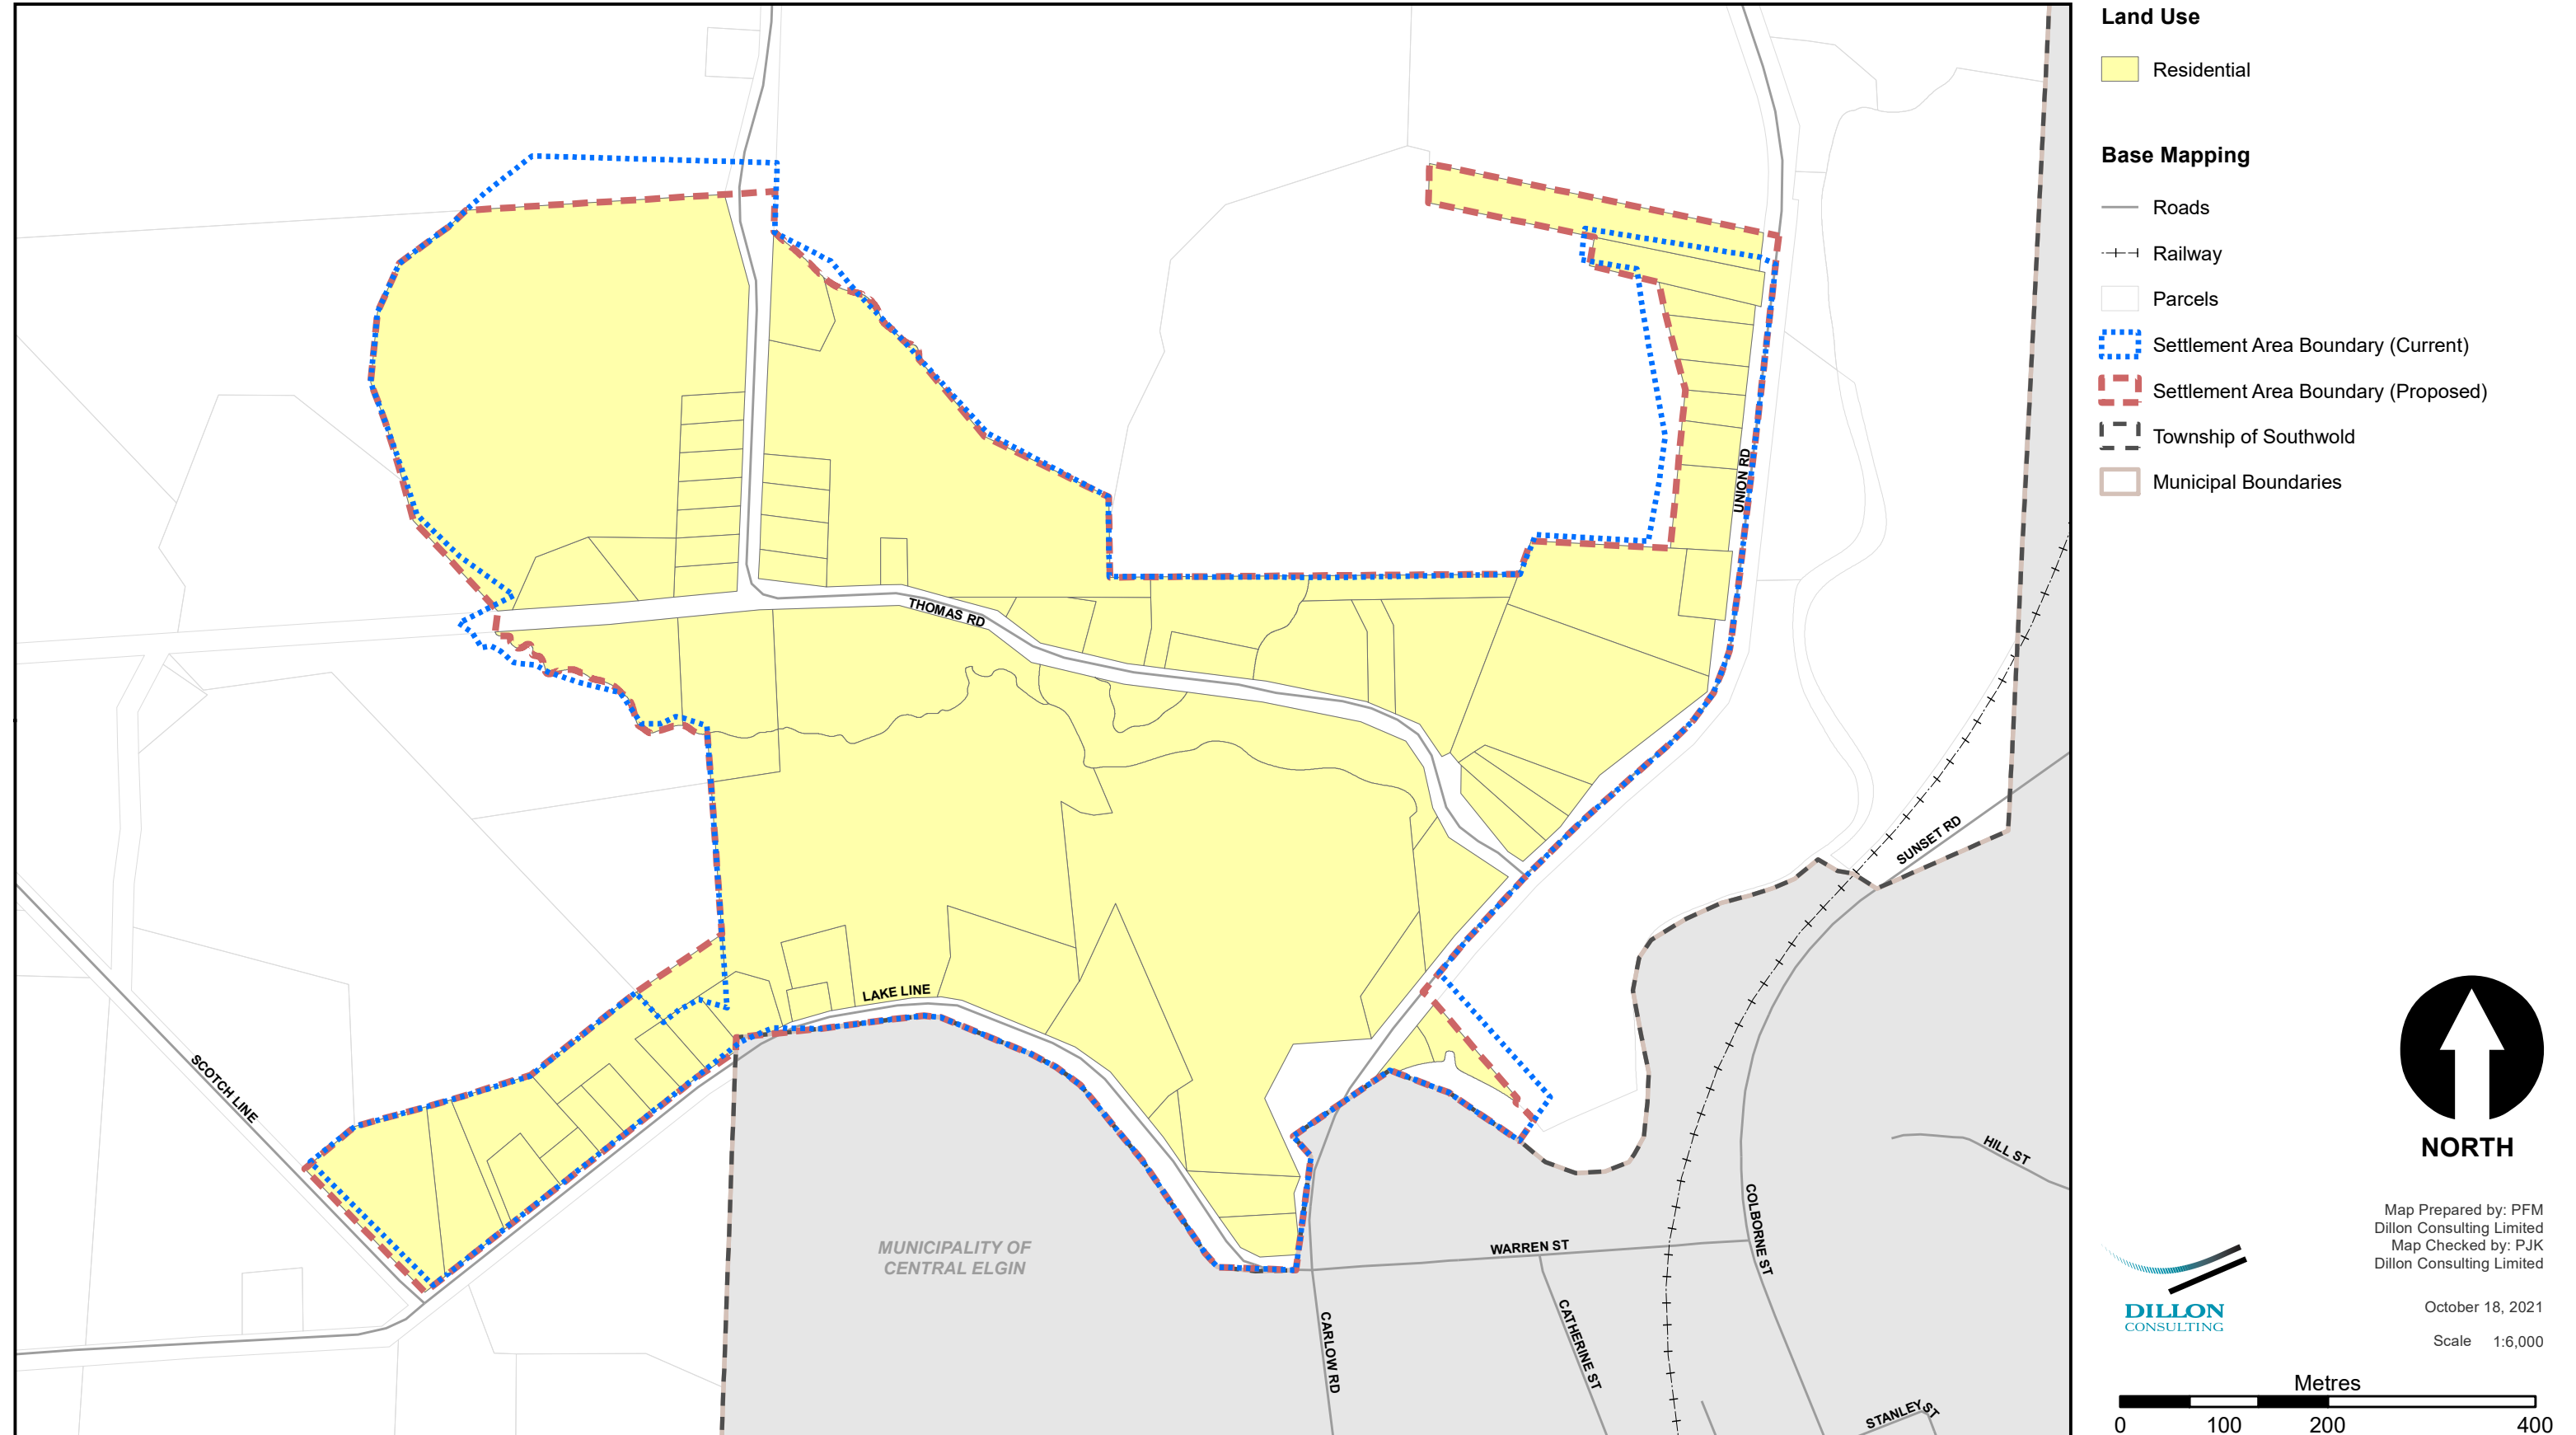 Land Use
Residential
Base Mapping
Roads
Railway
Parcels
Settlement Area Boundary (Current)
Settlement Area Boundary (Proposed)
Township of Southwold
Municipal Boundaries
UNION RD
THOMAS RD
SUNSET RD
LAKE LINE
SCOTCH LINE
HILL ST
COLBORNE ST
WARREN ST
MUNICIPALITY OF
CENTRAL ELGIN
CARLOW RD
CATHERINE ST
STANLEY ST
NORTH
Map Prepared by: PFM
Dillon Consulting Limited
Map Checked by: PJK
Dillon Consulting Limited
DILLON
CONSULTING
October 18, 2021
Scale 1:6,000
Metres
0 100 200 400